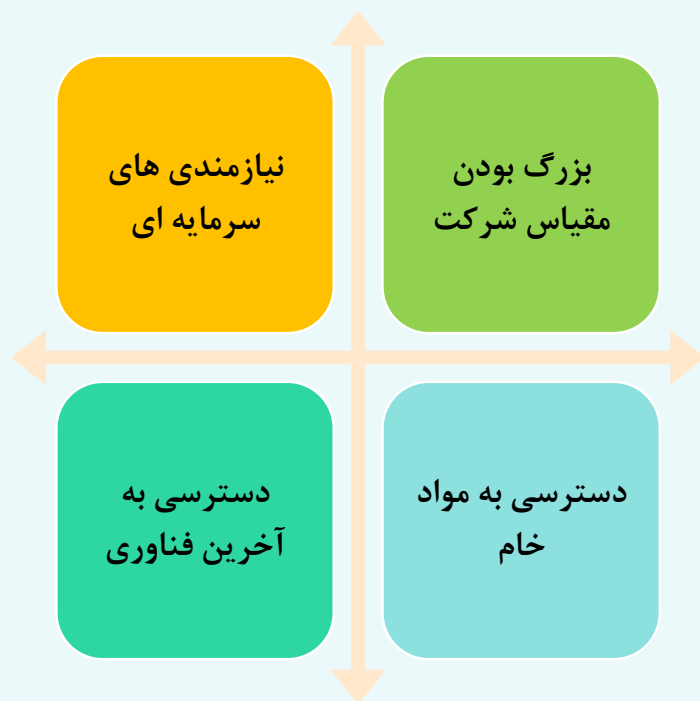 بزرگ بودن
مقیاس شرکت
نیازمندی های
سرمایه ای
دسترسی به مواد
خام
دسترسی به
آخرین فناوری